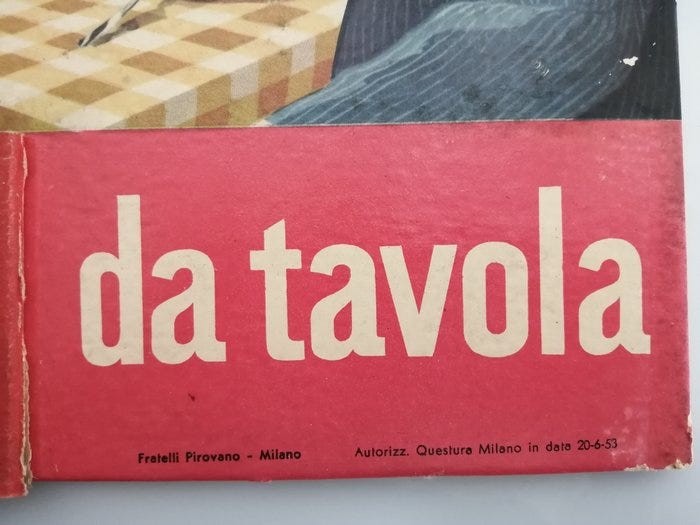 da tavola
Fratelli Pirovano - Milano Autorizz. Questura Milano in data 20-6-53